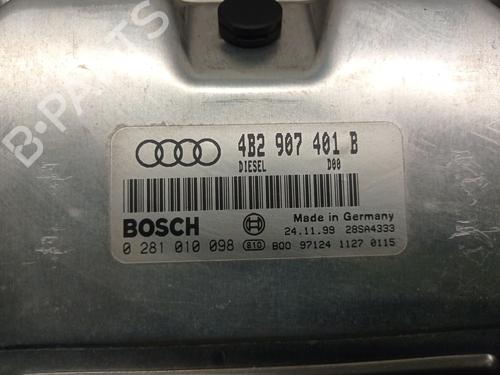 B-PARTS
4B2 907 401 B
DIESEL D00
BOSCH
Made in Germany
24.11.99 28SA4333
0 281 010 098 810 B00 97124 1127 0115